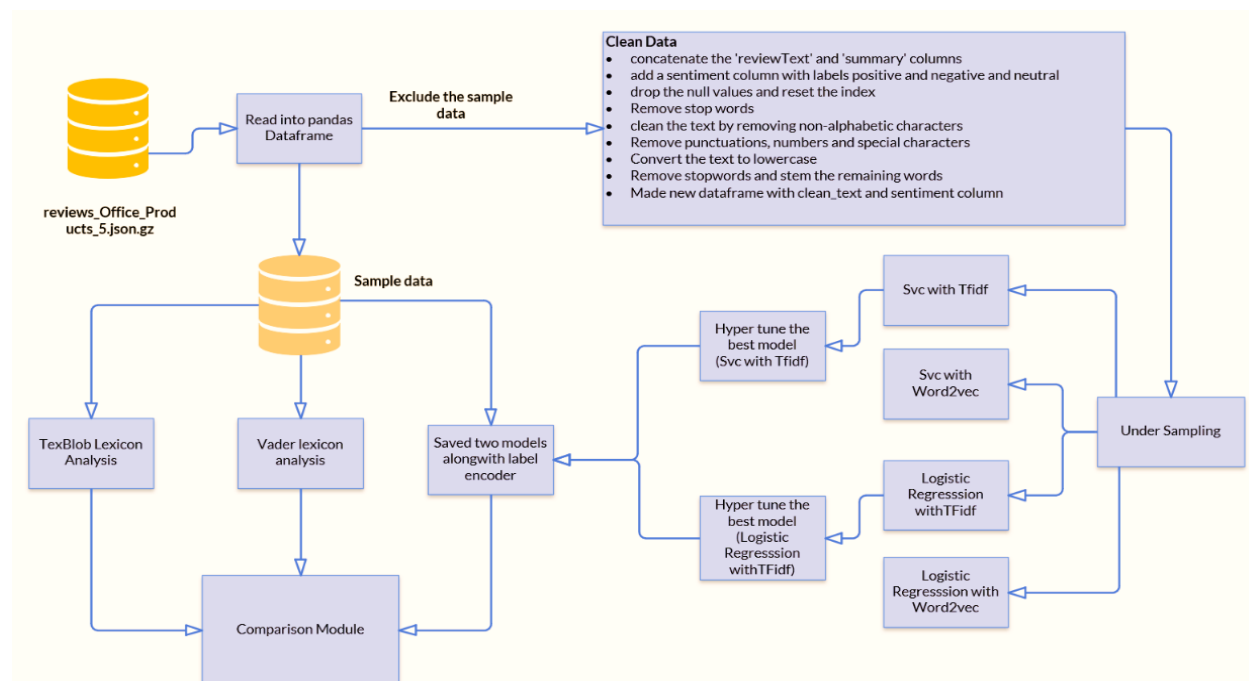 Clean Data
• concatenate the 'reviewText' and 'summary' columns
• add a sentiment column with labels positive and negative and neutral
• drop the null values and reset the index
• Remove stop words
• clean the text by removing non-alphabetic characters
• Remove punctuations, numbers and special characters
• Convert the text to lowercase
• Remove stopwords and stem the remaining words
• Made new dataframe with clean_text and sentiment column
Exclude the sample
data
Read into pandas
Dataframe
reviews_Office_Prod
ucts_5.json.gz
Sample data
Svc with Tfidf
Hyper tune the
best model
(Svc with Tfidf)
Svc with
Word2vec
Under Sampling
TexBlob Lexicon
Analysis
Vader lexicon
analysis
Saved two models
alongwith label
encoder
Logistic
Regresssion
withTFidf
Hyper tune the
best model
(Logistic
Regresssion
withTFidf)
Logistic
Regresssion with
Word2vec
Comparison Module